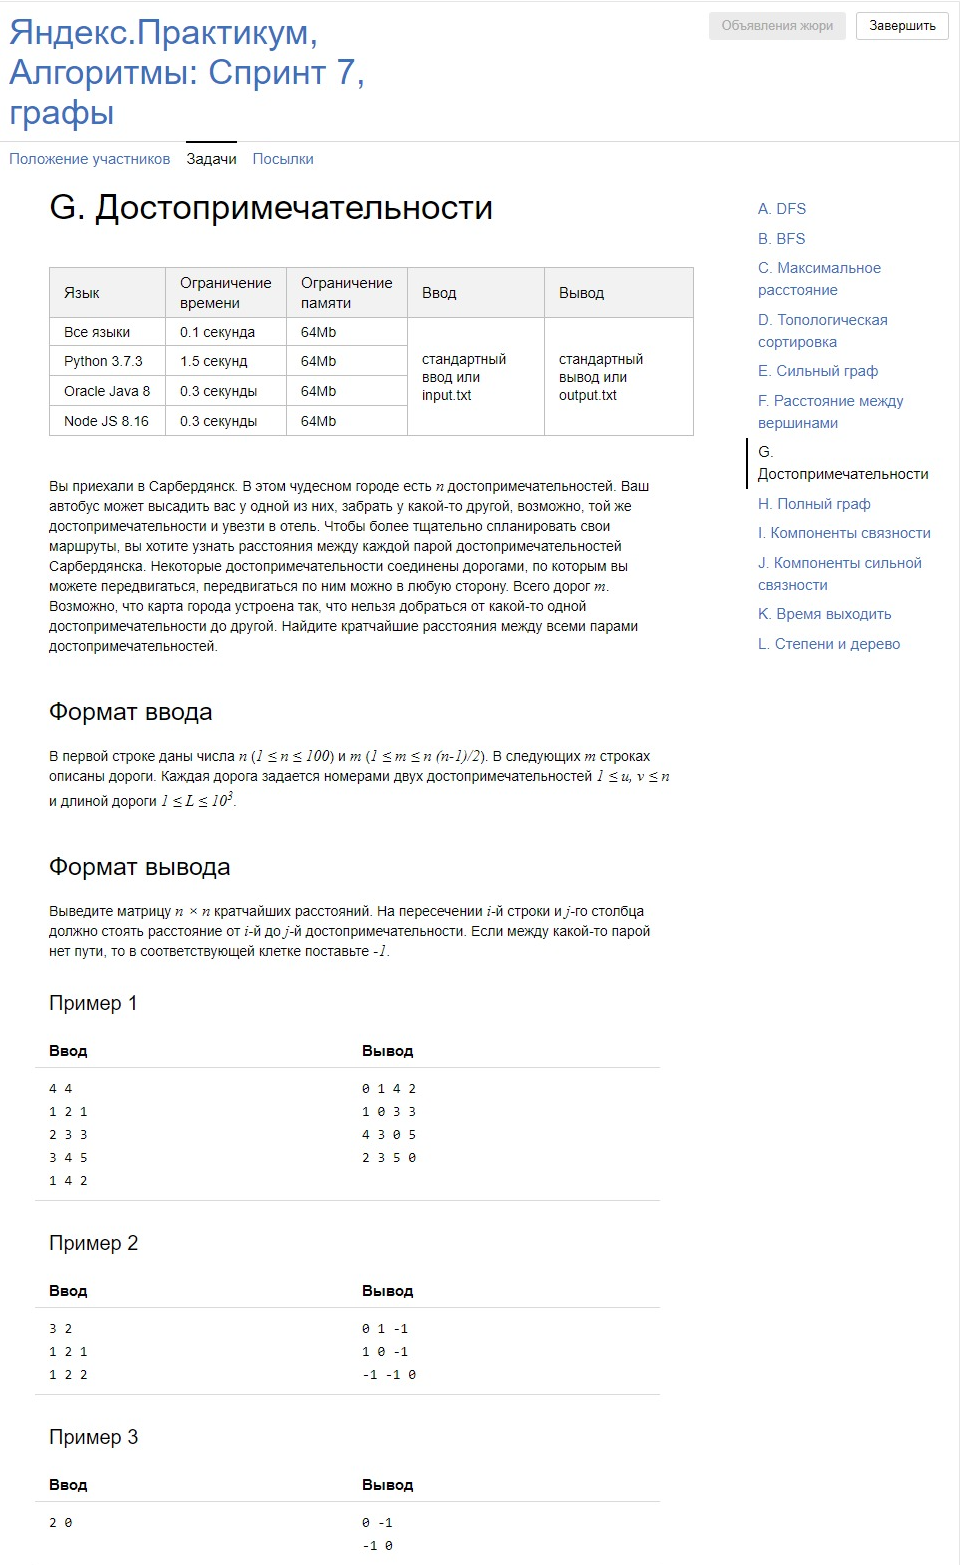 Яндекс.Практикум,
Алгоритмы: Спринт 7,
графы
Объявления жюри
Завершить
Положение участников
Задачи
Посылки
G. Достопримечательности
Язык
Ограничение
времени
Ограничение
памяти
Ввод
Вывод
Все языки
0.1 секунда
64Mb
стандартный
ввод или
input.txt
стандартный
вывод или
output.txt
Python 3.7.3
1.5 секунд
64Mb
Oracle Java 8
0.3 секунды
64Mb
Node JS 8.16
0.3 секунды
64Mb
Вы приехали в Сарбердянск. В этом чудесном городе есть n достопримечательностей. Ваш
автобус может высадить вас у одной из них, забрать у какой-то другой, возможно, той же
достопримечательности и увезти в отель. Чтобы более тщательно спланировать свои
маршруты, вы хотите узнать расстояния между каждой парой достопримечательностей
Сарбердянска. Некоторые достопримечательности соединены дорогами, по которым вы
можете передвигаться, передвигаться по ним можно в любую сторону. Всего дорог m.
Возможно, что карта города устроена так, что нельзя добраться от какой-то одной
достопримечательности до другой. Найдите кратчайшие расстояния между всеми парами
достопримечательностей.
Формат ввода
В первой строке даны числа n (1 ≤ n ≤ 100) и m (1 ≤ m ≤ n (n-1)/2). В следующих m строках
описаны дороги. Каждая дорога задается номерами двух достопримечательностей 1 ≤ u, v ≤ n
и длиной дороги 1 ≤ L ≤ 10³.
Формат вывода
Выведите матрицу n × n кратчайших расстояний. На пересечении i-й строки и j-го столбца
должно стоять расстояние от i-й до j-й достопримечательности. Если между какой-то парой
нет пути, то в соответствующей клетке поставьте -1.
Пример 1
Ввод
Вывод
4 4
1 2 1
2 3 3
3 4 5
1 4 2
0 1 4 2
1 0 3 3
4 3 0 5
2 3 5 0
Пример 2
Ввод
Вывод
3 2
1 2 1
1 2 2
0 1 -1
1 0 -1
-1 -1 0
Пример 3
Ввод
Вывод
2 0
0 -1
-1 0
A. DFS
B. BFS
C. Максимальное
расстояние
D. Топологическая
сортировка
E. Сильный граф
F. Расстояние между
вершинами
G.
Достопримечательности
H. Полный граф
I. Компоненты связности
J. Компоненты сильной
связности
K. Время выходить
L. Степени и дерево